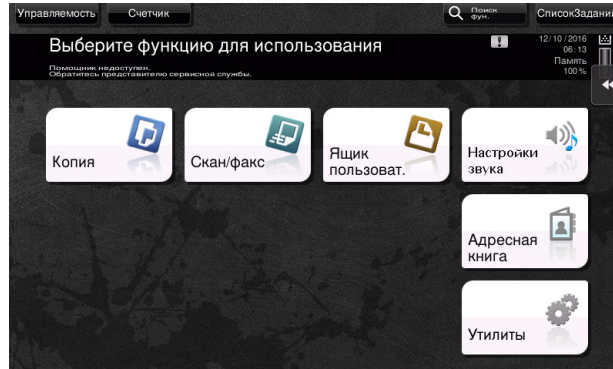 Управляемость Счетчик Поиск фун. СписокЗадани
Выберите функцию для использования
12/10/2016
06:13
Помощник недоступен.
Обратитесь представителю сервисной службы.
Память
100 %
Копия
Скан/факс
Ящик
пользоват.
Настройки
звука
Адресная
книга
Утилиты